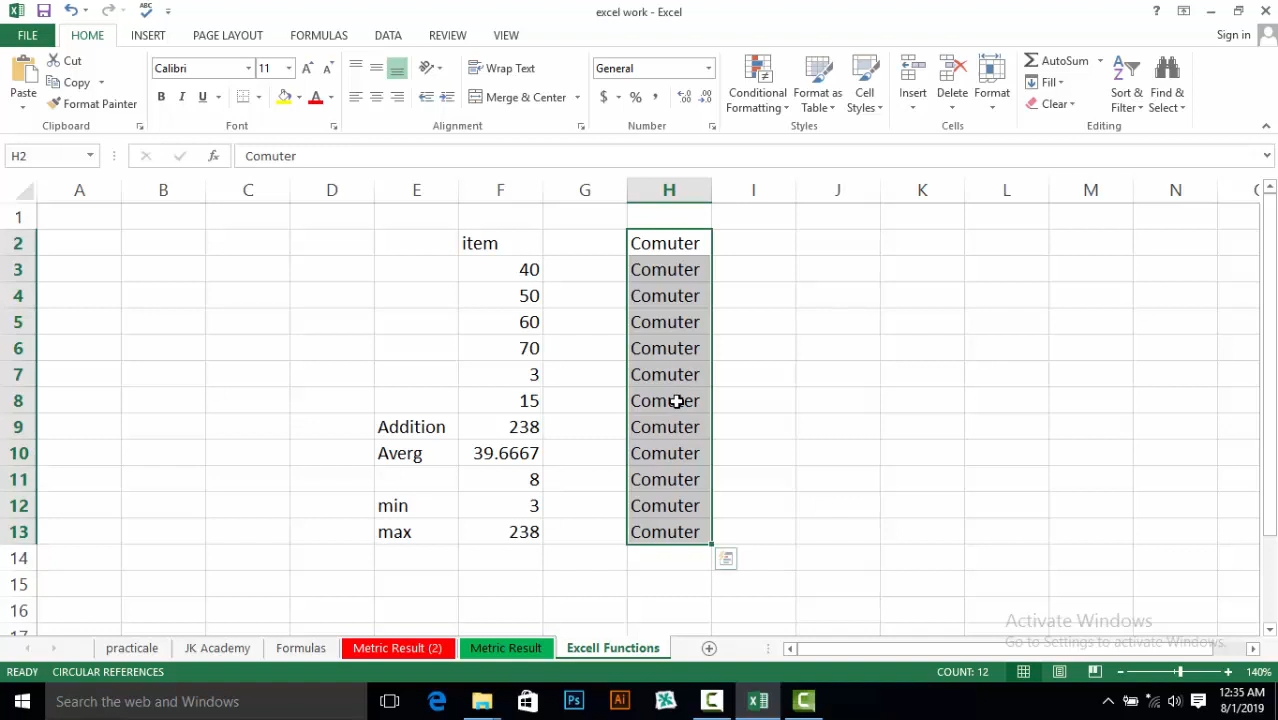 excel work - Excel
?
FILE HOME INSERT PAGE LAYOUT FORMULAS DATA REVIEW VIEW Sign in
Cut
Copy
Format Painter
Paste
Clipboard
Calibri 11
B I U
Font
Wrap Text
Merge & Center
Alignment
General
$ % ,
Number
Conditional Formatting
Format as Table
Cell Styles
Styles
Insert Delete Format
Cells
AutoSum
Fill
Clear
Sort & Filter
Find & Select
Editing
H2 fx Comuter
A B C D E F G H I J K L M N
1
2 item Comuter
3 40 Comuter
4 50 Comuter
5 60 Comuter
6 70 Comuter
7 3 Comuter
8 15 Comuter
9 Addition 238 Comuter
10 Averg 39.6667 Comuter
11 8 Comuter
12 min 3 Comuter
13 max 238 Comuter
14
15
16
17
Activate Windows
Go to Settings to activate Windows.
practicale JK Academy Formulas Metric Result (2) Metric Result Excell Functions
READY CIRCULAR REFERENCES COUNT: 12 140%
Search the web and Windows
12:35 AM
8/1/2019